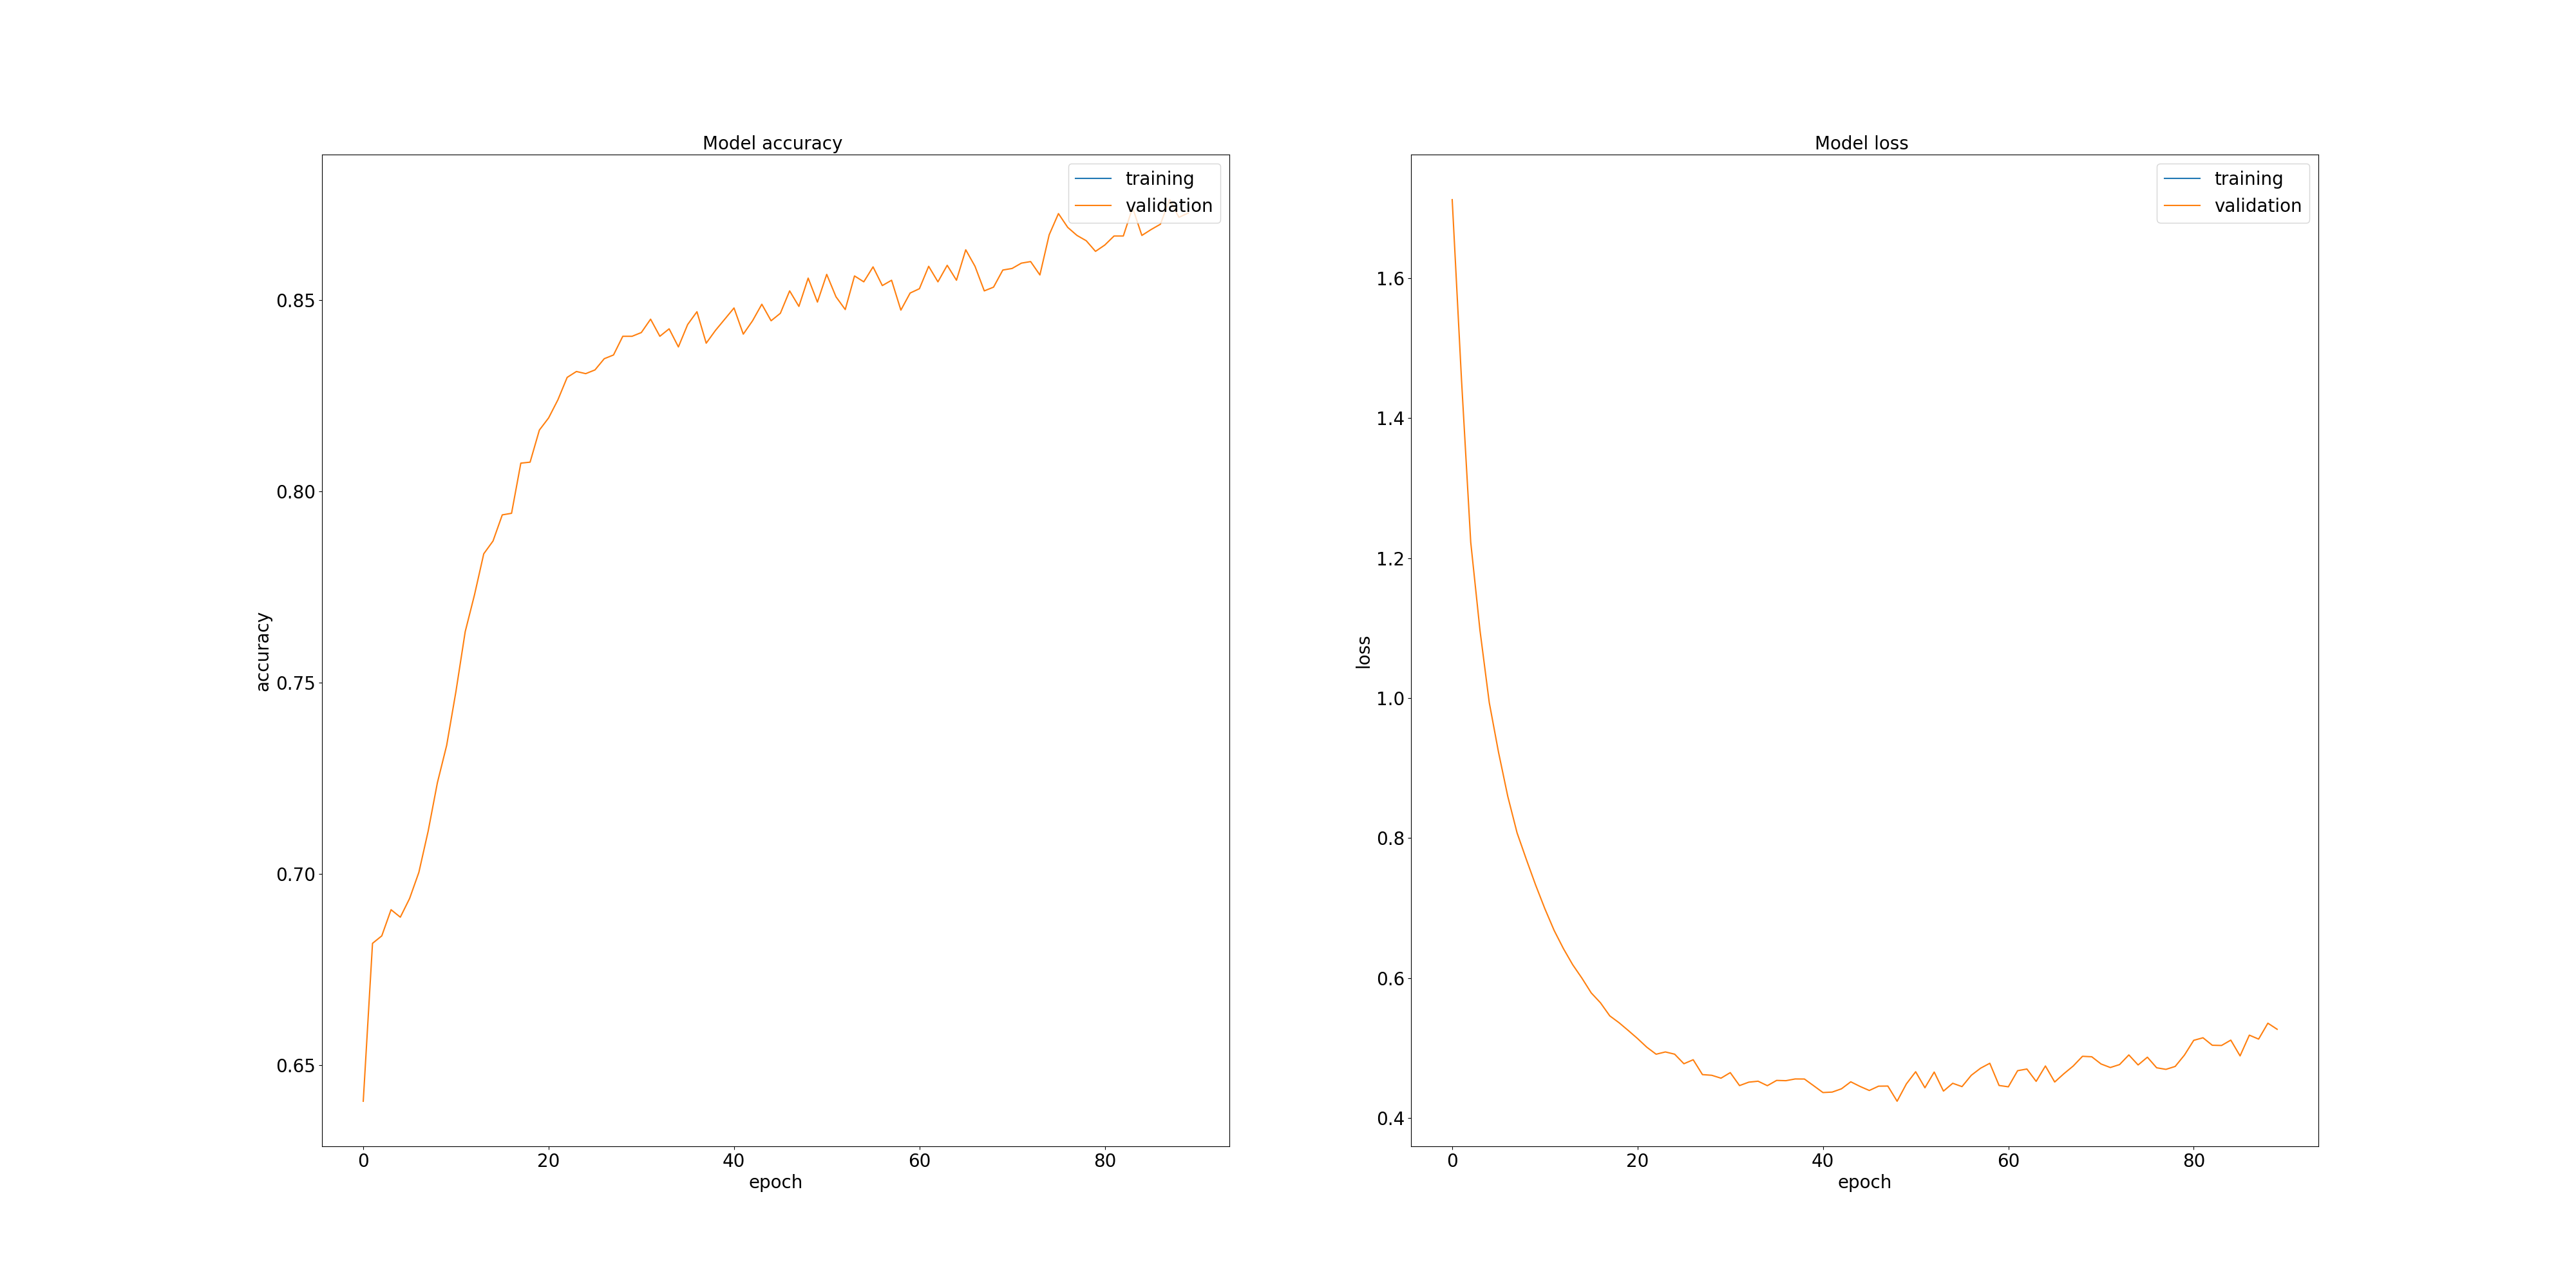 Model accuracy
training
validation
0.85
0.80
0.75
0.70
0.65
accuracy
0
20
40
60
80
epoch
Model loss
training
validation
1.6
1.4
1.2
1.0
0.8
0.6
0.4
loss
0
20
40
60
80
epoch